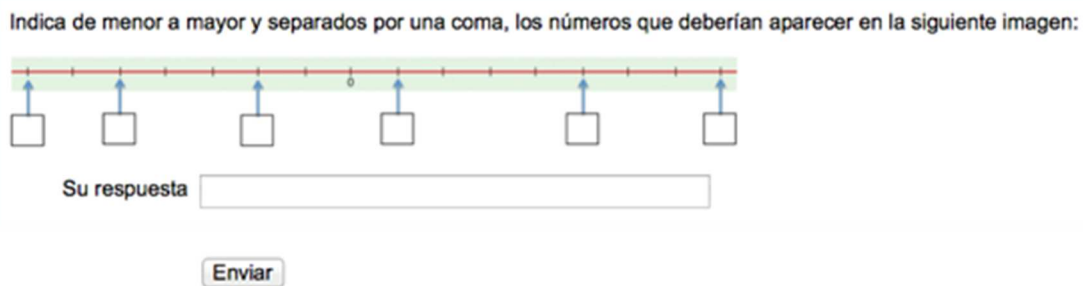 Indica de menor a mayor y separados por una coma, los números que deberían aparecer en la siguiente imagen:
0
Su respuesta
Enviar